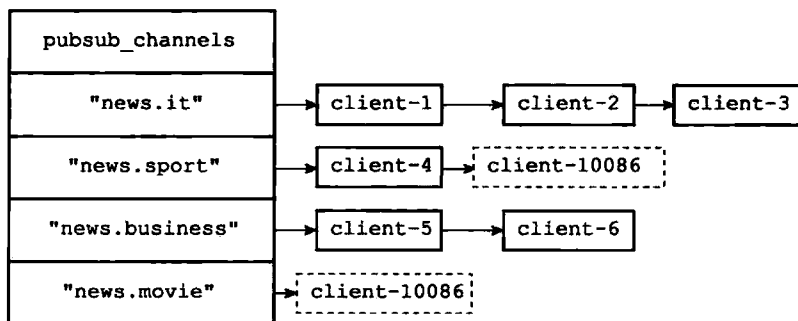 pubsub_channels
"news.it" client-1 client-2 client-3
"news.sport" client-4 client-10086
"news.business" client-5 client-6
"news.movie" client-10086